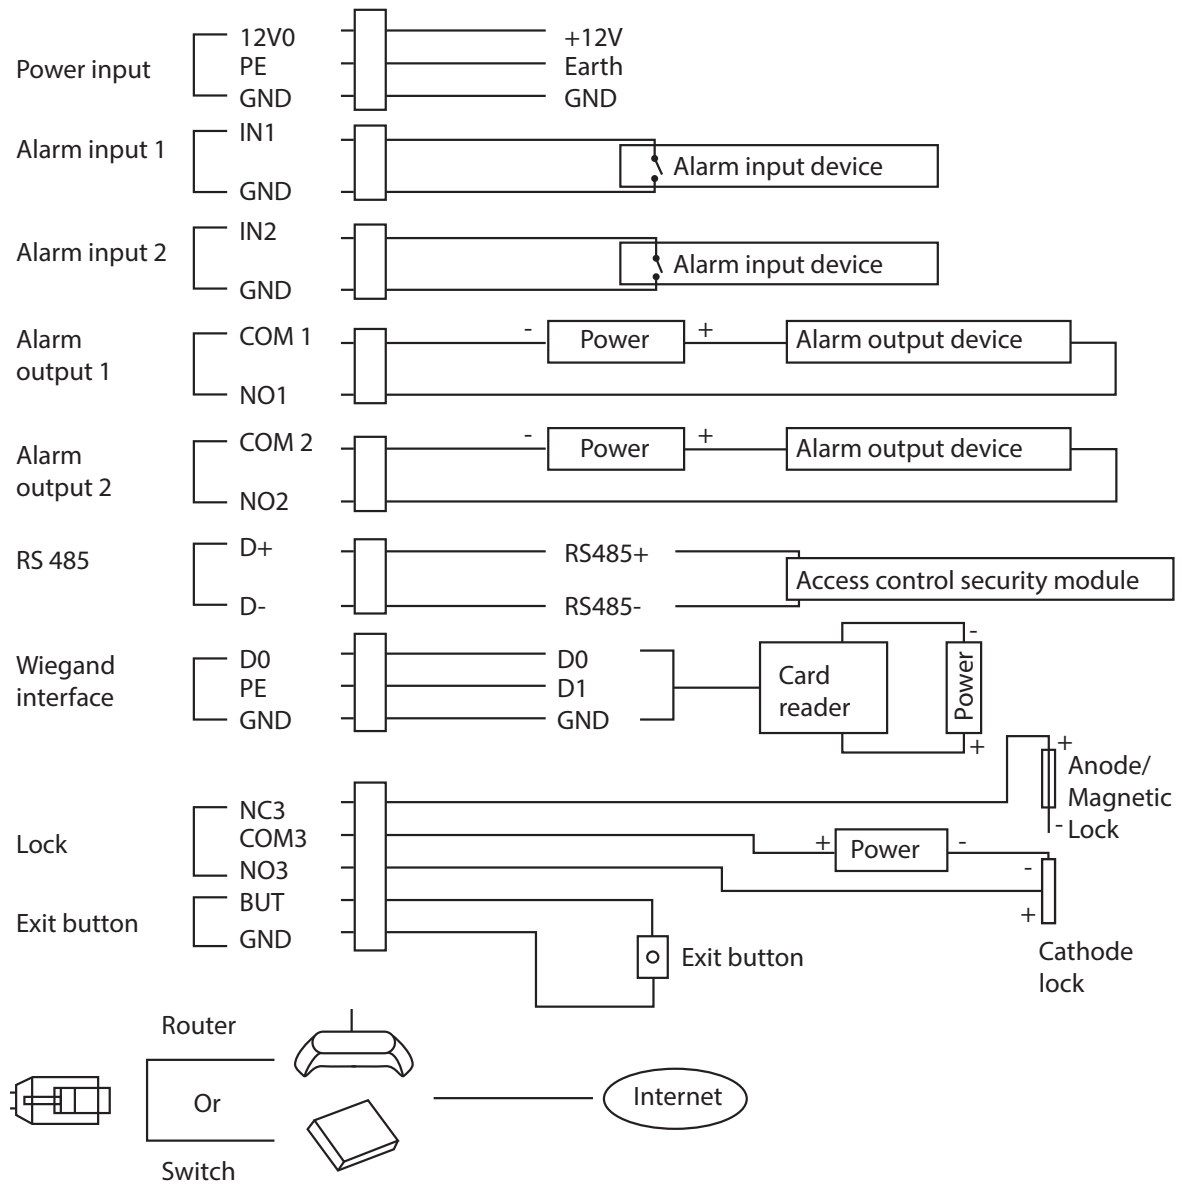 Power input
12V0
PE
GND
+12V
Earth
GND
Alarm input 1
IN1
GND
Alarm input device
Alarm input 2
IN2
GND
Alarm input device
Alarm
output 1
COM 1
NO1
-
Power
+
Alarm output device
Alarm
output 2
COM 2
NO2
-
Power
+
Alarm output device
RS 485
D+
D-
RS485+
RS485-
Access control security module
Wiegand
interface
D0
PE
GND
D0
D1
GND
Card
reader
-
Power
+
Lock
NC3
COM3
NO3
+
Anode/
Magnetic
- Lock
+
Power
-
-
+
Cathode
lock
Exit button
BUT
GND
Exit button
Router
Or
Switch
Internet